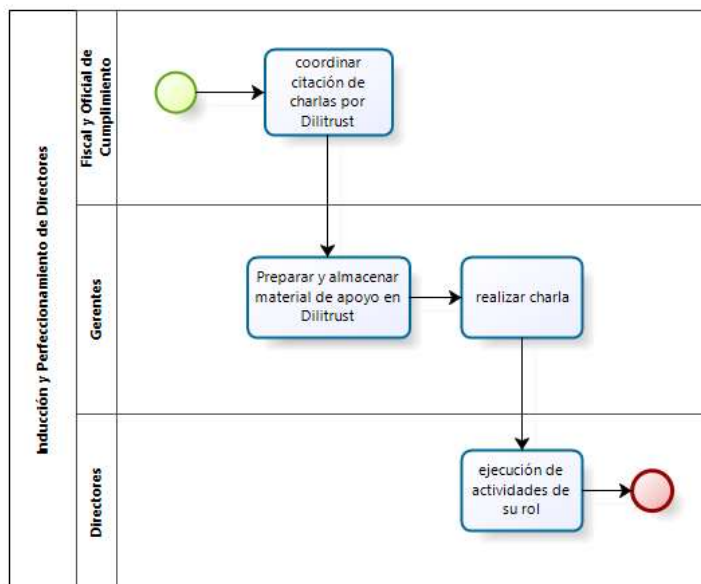 Inducción y Perfeccionamiento de Directores
Fiscal y Oficial de
Cumplimiento
coordinar
citación de
charlas por
Dilitrust
Gerentes
Preparar y almacenar
material de apoyo en
Dilitrust
realizar charla
Directores
ejecución de
actividades de
su rol